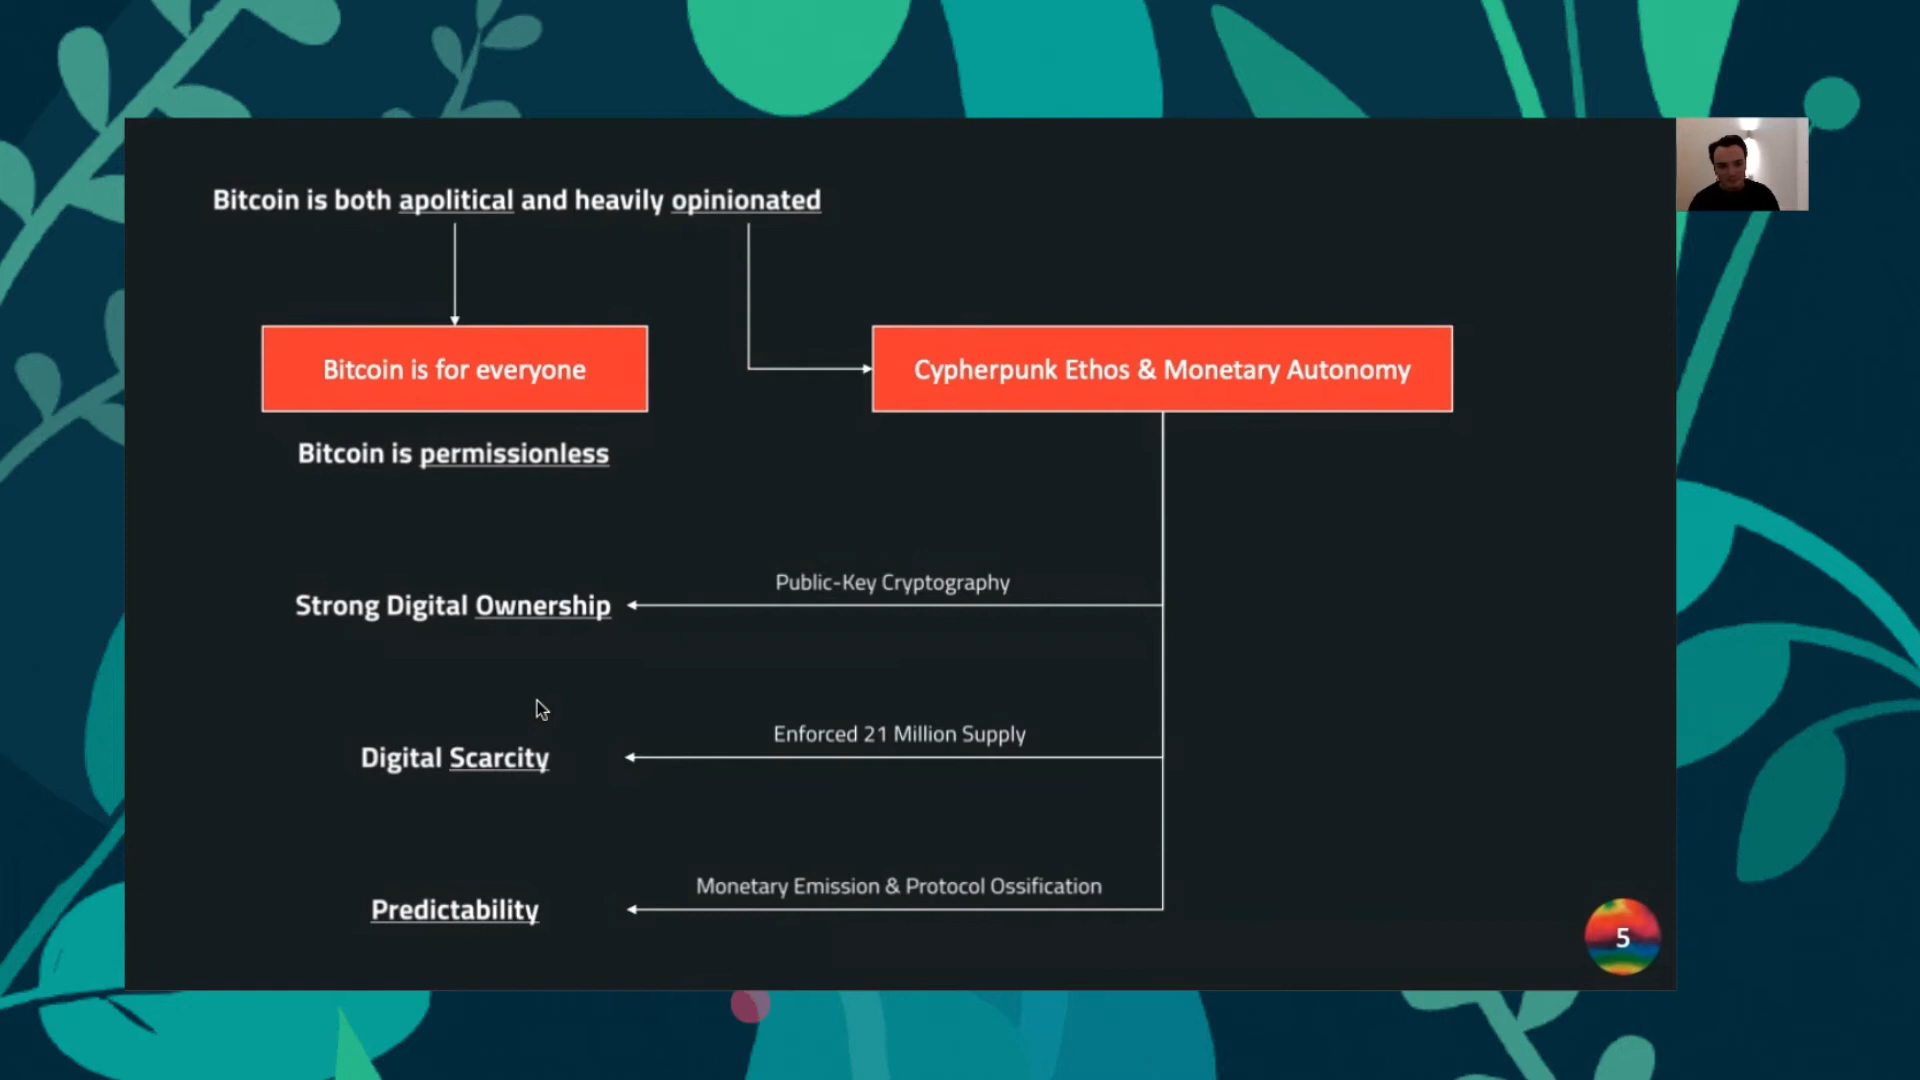 Bitcoin is both apolitical and heavily opinionated
Bitcoin is for everyone
Cypherpunk Ethos & Monetary Autonomy
Bitcoin is permissionless
Public-Key Cryptography
Strong Digital Ownership
Enforced 21 Million Supply
Digital Scarcity
Monetary Emission & Protocol Ossification
Predictability
5